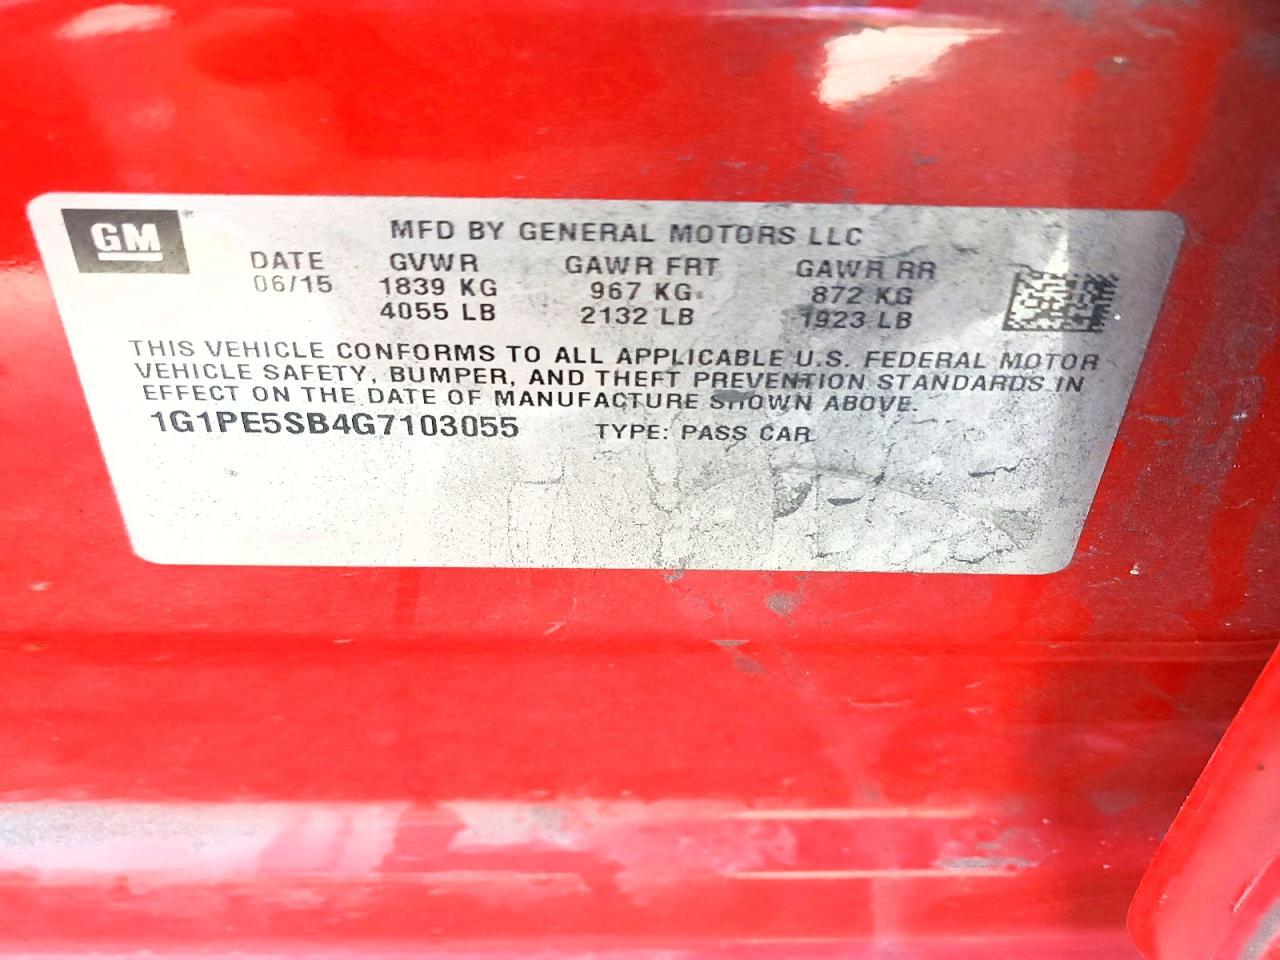 GM
MFD BY GENERAL MOTORS LLC
DATE GVWR GAWR FRT GAWR RR
06/15 1839 KG 967 KG 872 KG
4055 LB 2132 LB 1923 LB
THIS VEHICLE CONFORMS TO ALL APPLICABLE U.S. FEDERAL MOTOR
VEHICLE SAFETY, BUMPER, AND THEFT PREVENTION STANDARDS IN
EFFECT ON THE DATE OF MANUFACTURE SHOWN ABOVE.
1G1PE5SB4G7103055 TYPE: PASS CAR